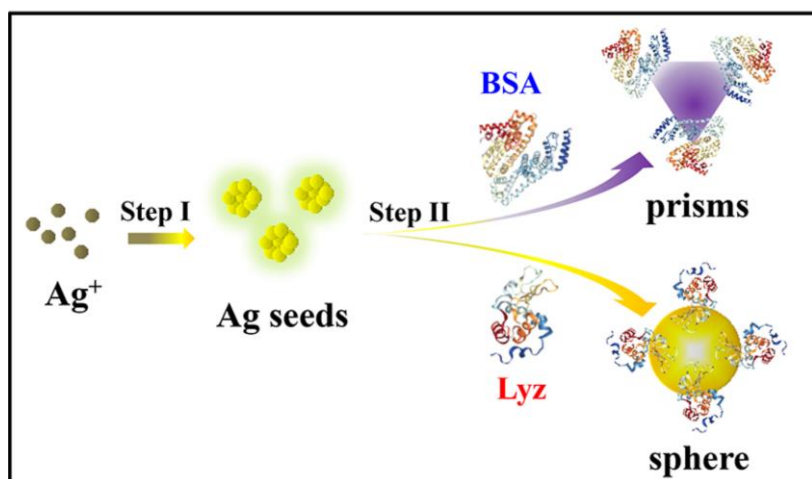 BSA
Step I
Step II
prisms
Ag⁺
Ag seeds
Lyz
sphere